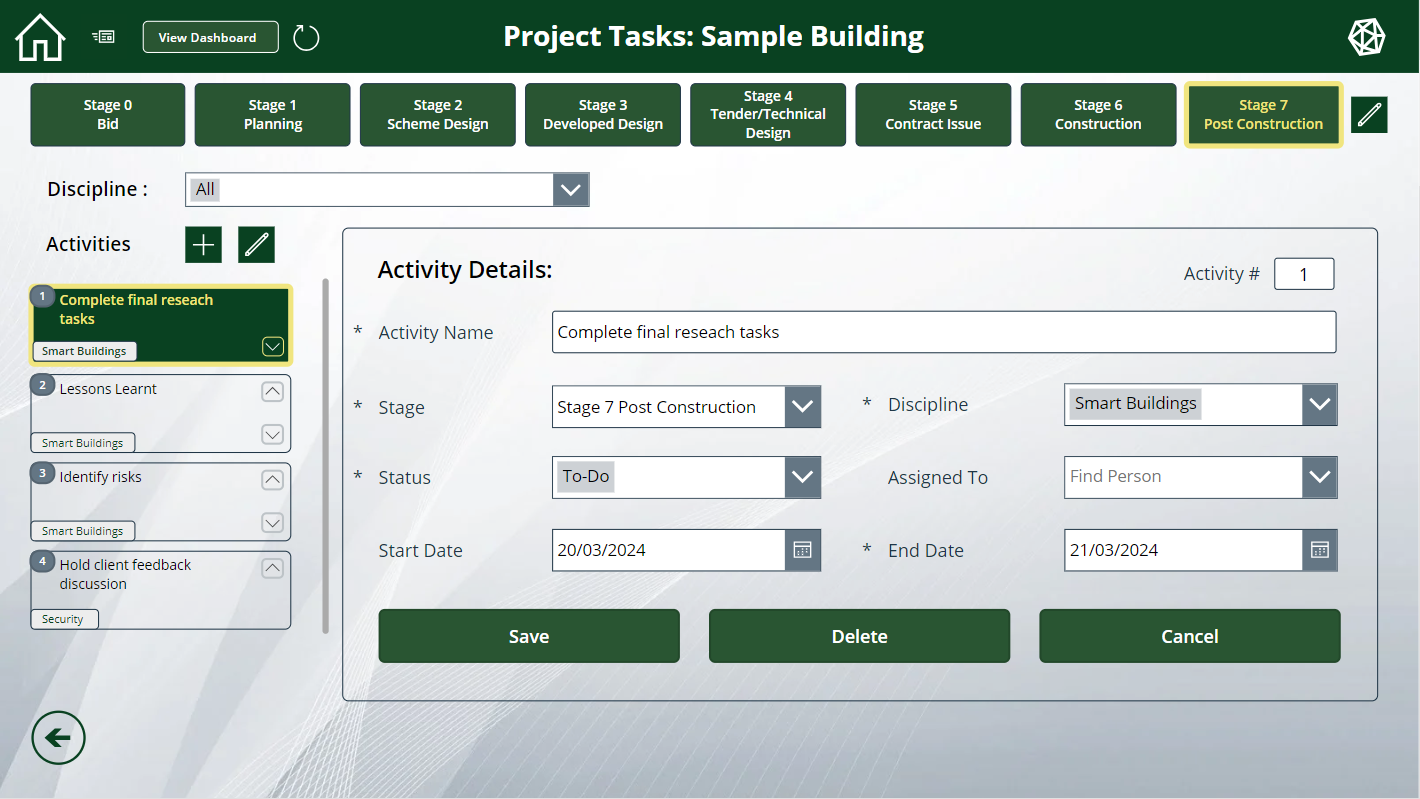 View Dashboard
Project Tasks: Sample Building
Stage 0
Bid
Stage 1
Planning
Stage 2
Scheme Design
Stage 3
Developed Design
Stage 4
Tender/Technical
Design
Stage 5
Contract Issue
Stage 6
Construction
Stage 7
Post Construction
Discipline :
All
Activities
1
Complete final reseach
tasks
Smart Buildings
2
Lessons Learnt
Smart Buildings
3
Identify risks
Smart Buildings
4
Hold client feedback
discussion
Security
Activity Details:
Activity # 1
* Activity Name Complete final reseach tasks
* Stage Stage 7 Post Construction
* Discipline Smart Buildings
* Status To-Do
Assigned To Find Person
Start Date 20/03/2024
* End Date 21/03/2024
Save
Delete
Cancel